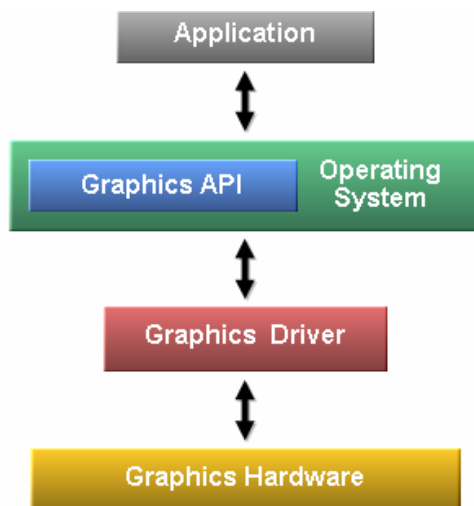 Application
Graphics API
Operating
System
Graphics Driver
Graphics Hardware